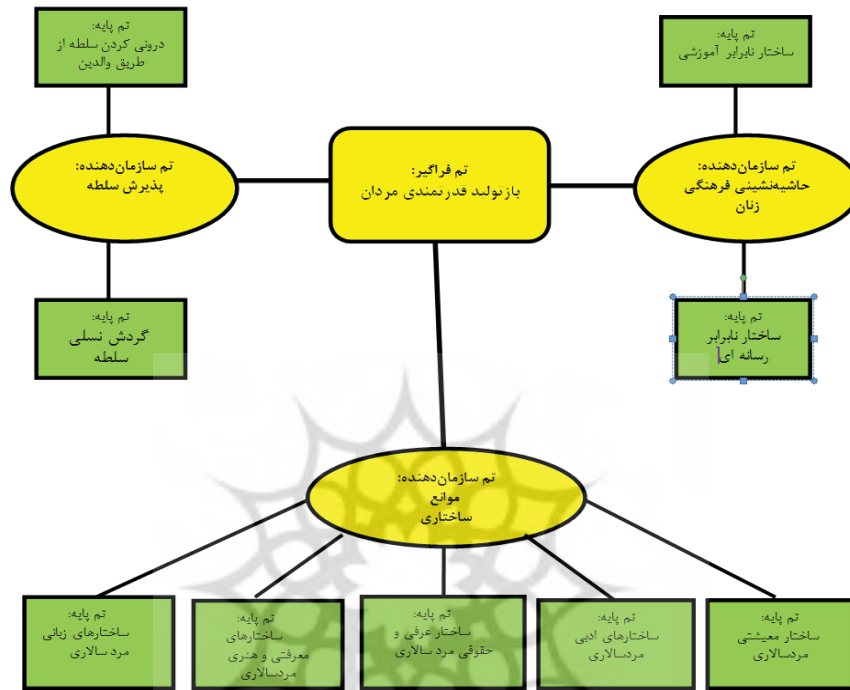 تم پایه:
ساختار نابرابر آموزشی
تم پایه:
درونی کردن سلطه از
طریق والدین
تم سازمان‌دهنده:
حاشیه‌نشینی فرهنگی
زنان
تم فراگیر:
بازتولید قدرتمندی مردان
تم سازمان‌دهنده:
پذیرش سلطه
تم پایه:
ساختار نابرابر
رسانه ای
تم پایه:
گردش نسلی
سلطه
تم سازمان‌دهنده:
موانع
ساختاری
تم پایه:
ساختار معیشتی
مردسالاری
تم پایه:
ساختارهای ادبی
مردسالاری
تم پایه:
ساختار عرفی و
حقوقی مرد سالاری
تم پایه:
ساختارهای
معرفتی و هنری
مردسالاری
تم پایه:
ساختارهای زبانی
مرد سالاری